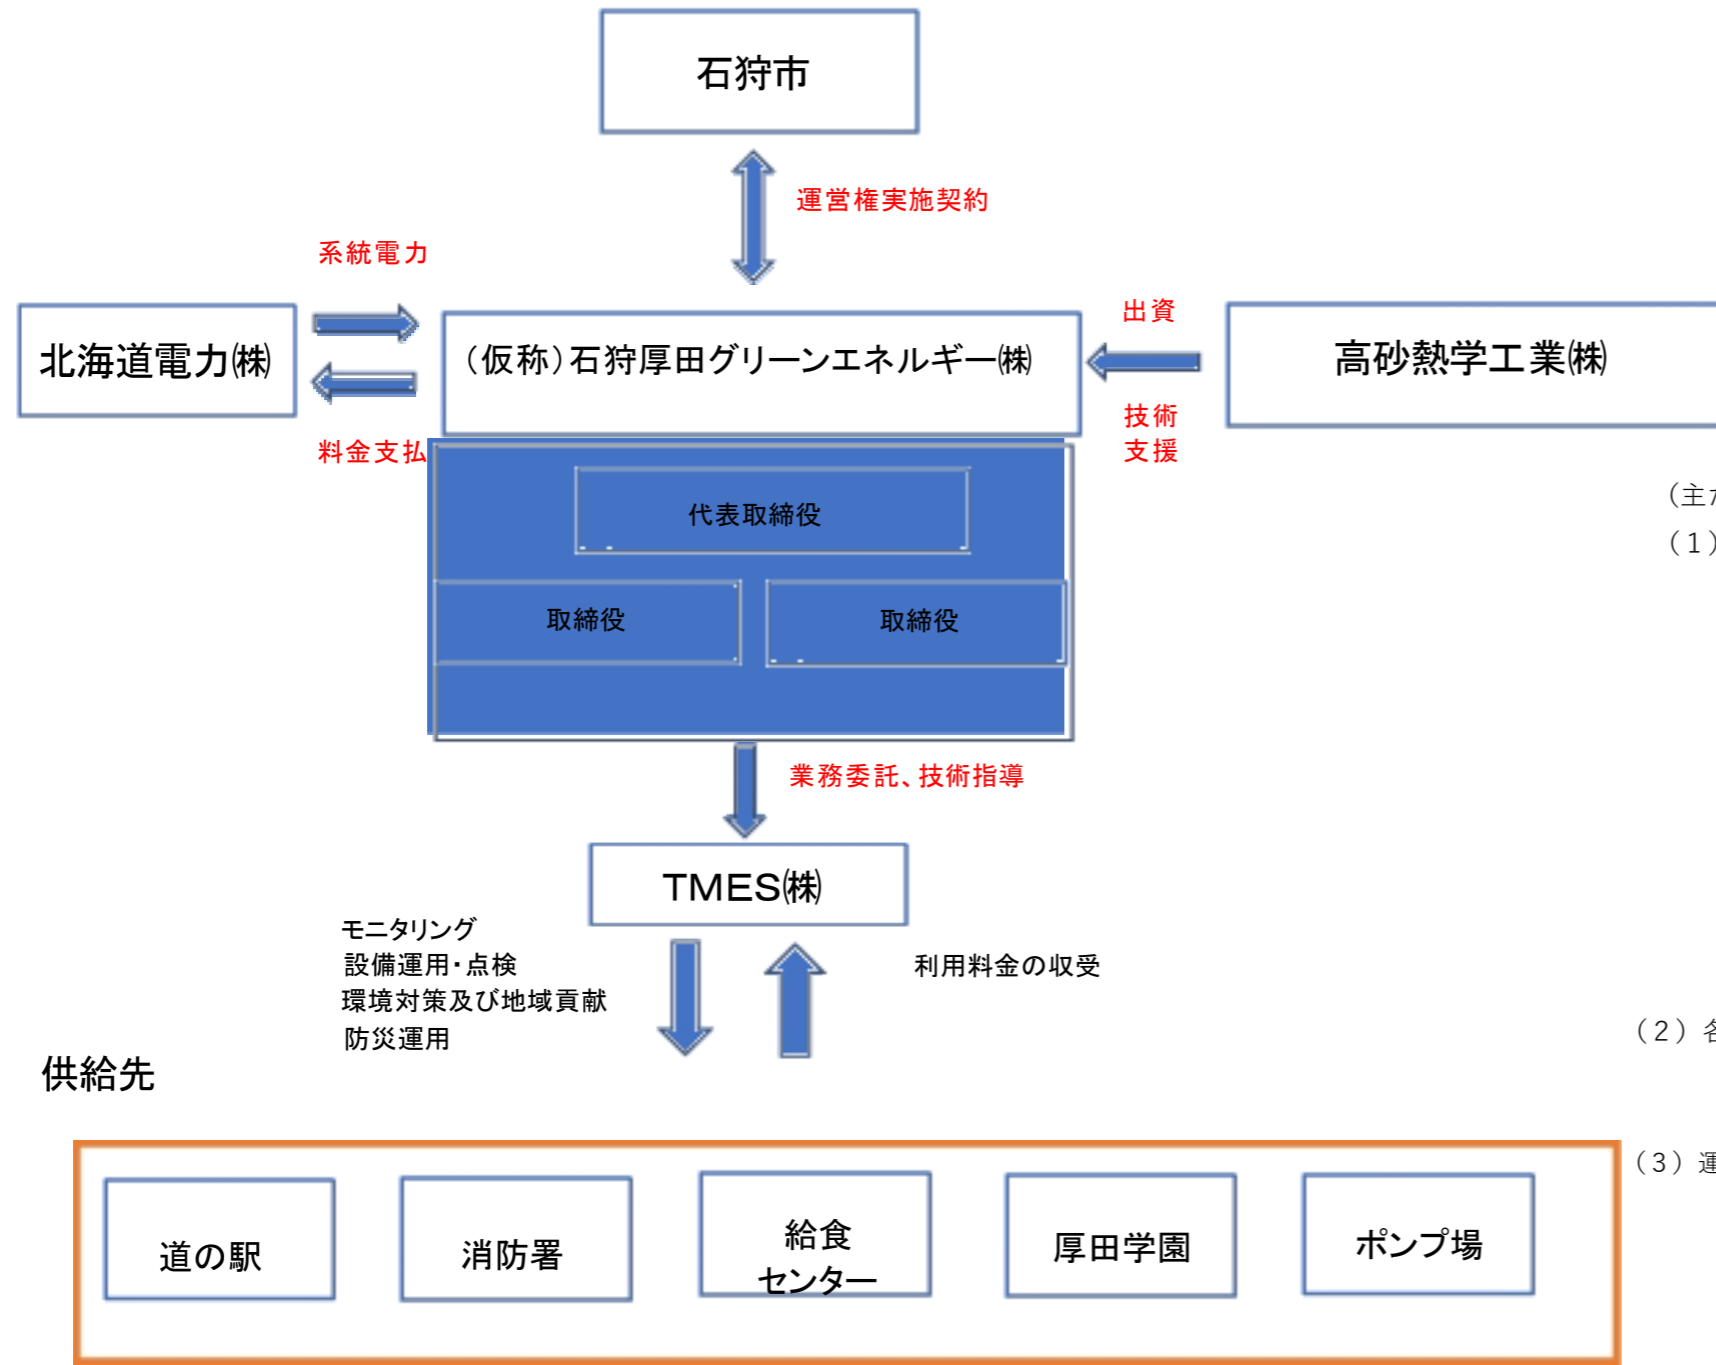 石狩市
運営権実施契約
系統電力
北海道電力㈱
（仮称）石狩厚田グリーンエネルギー㈱
出資
高砂熱学工業㈱
料金支払
技術
支援
代表取締役
（主
（１）
取締役
取締役
業務委託、技術指導
TMES㈱
モニタリング
設備運用・点検
環境対策及び地域貢献
防災運用
利用料金の収受
（２）各
供給先
（３）運
道の駅
消防署
給食
センター
厚田学園
ポンプ場